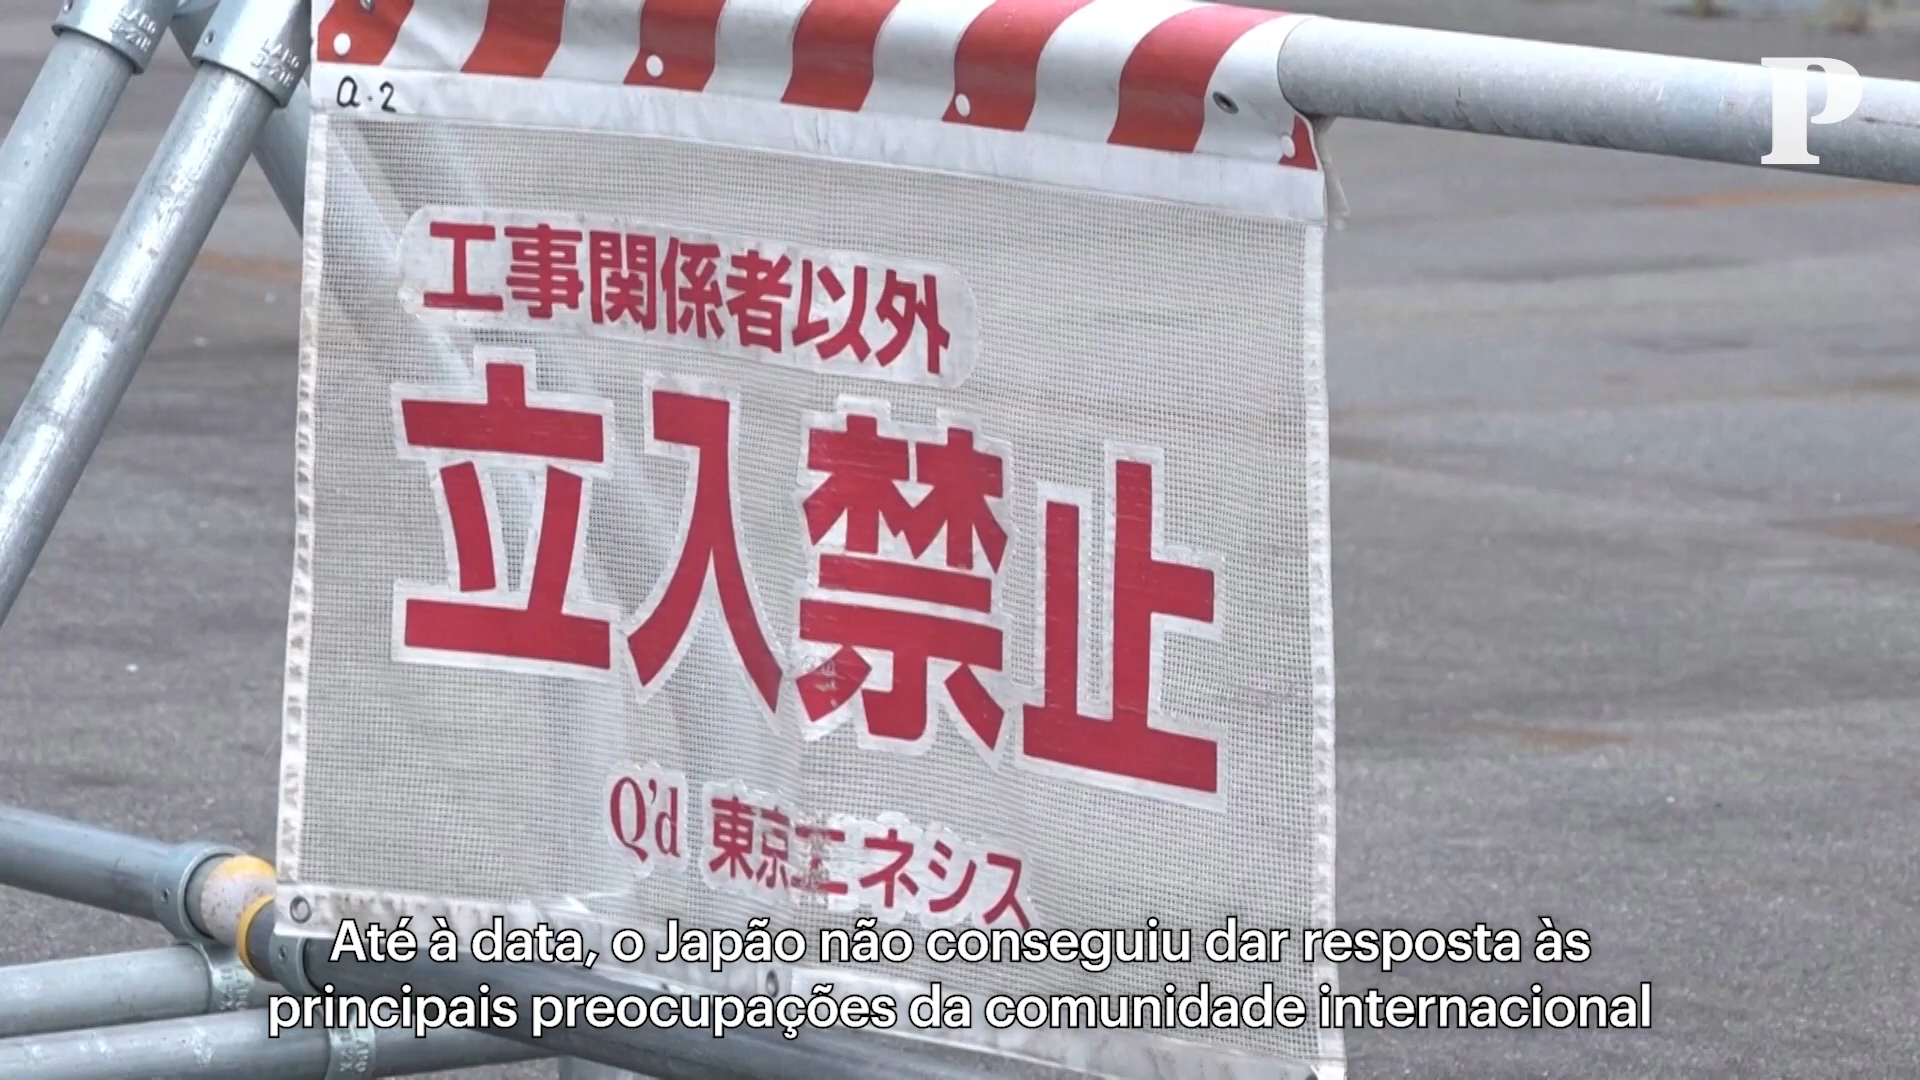 P
a.2
工事関係者以外
立入禁止
Q'd 東京エネシス
Até à data, o Japão não conseguiu dar resposta às
principais preocupações da comunidade internacional